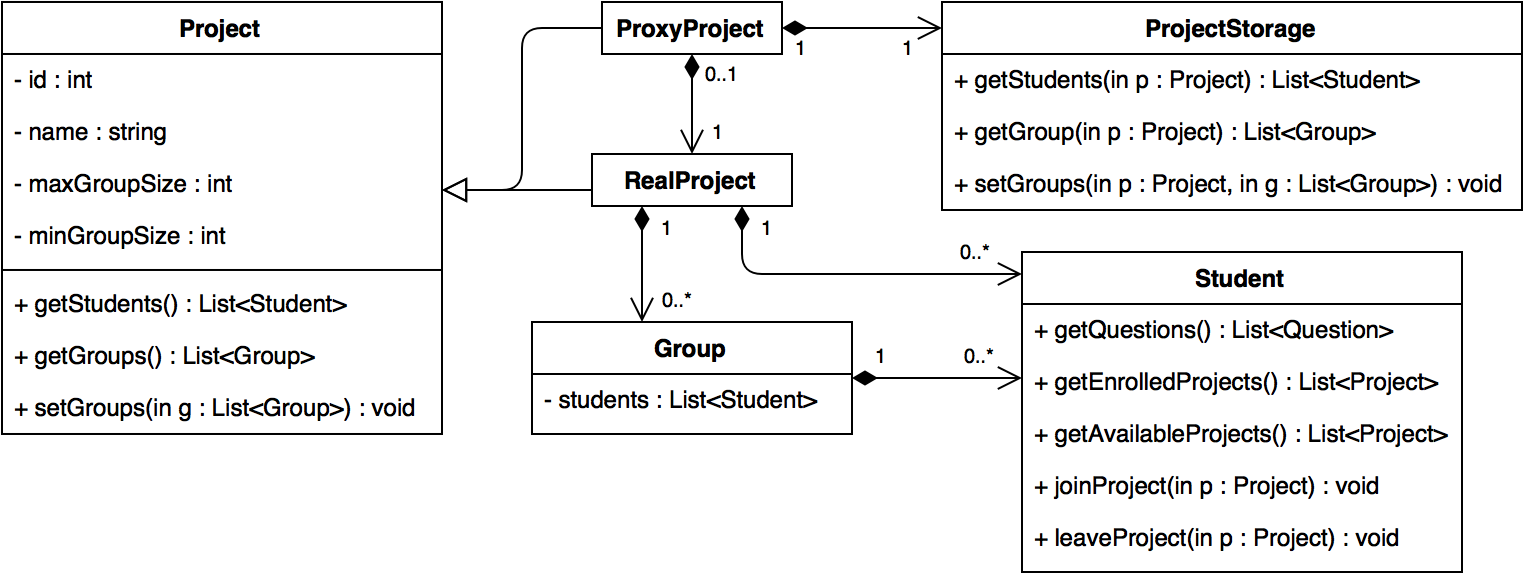 Project
- id : int
- name : string
- maxGroupSize : int
- minGroupSize : int
+ getStudents() : List<Student>
+ getGroups() : List<Group>
+ setGroups(in g : List<Group>) : void
ProxyProject
1
1
0..1
1
ProjectStorage
+ getStudents(in p : Project) : List<Student>
+ getGroup(in p : Project) : List<Group>
+ setGroups(in p : Project, in g : List<Group>) : void
RealProject
1
1
0..*
0..*
Group
- students : List<Student>
1
0..*
Student
+ getQuestions() : List<Question>
+ getEnrolledProjects() : List<Project>
+ getAvailableProjects() : List<Project>
+ joinProject(in p : Project) : void
+ leaveProject(in p : Project) : void